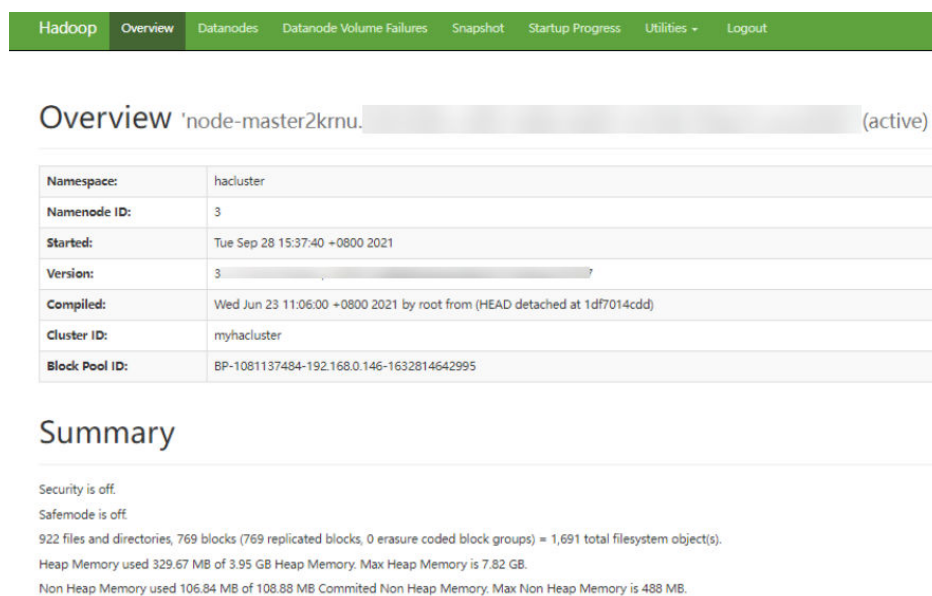 Hadoop Overview Datanodes Datanode Volume Failures Snapshot Startup Progress Utilities Logout
Overview 'node-master2krnu. (active)
Namespace: hacluster
Namenode ID: 3
Started: Tue Sep 28 15:37:40 +0800 2021
Version: 3
Compiled: Wed Jun 23 11:06:00 +0800 2021 by root from (HEAD detached at 1df7014cdd)
Cluster ID: myhacluster
Block Pool ID: BP-1081137484-192.168.0.146-1632814642995
Summary
Security is off.
Safemode is off.
922 files and directories, 769 blocks (769 replicated blocks, 0 erasure coded block groups) = 1,691 total filesystem object(s).
Heap Memory used 329.67 MB of 3.95 GB Heap Memory. Max Heap Memory is 7.82 GB.
Non Heap Memory used 106.84 MB of 108.88 MB Commited Non Heap Memory. Max Non Heap Memory is 488 MB.